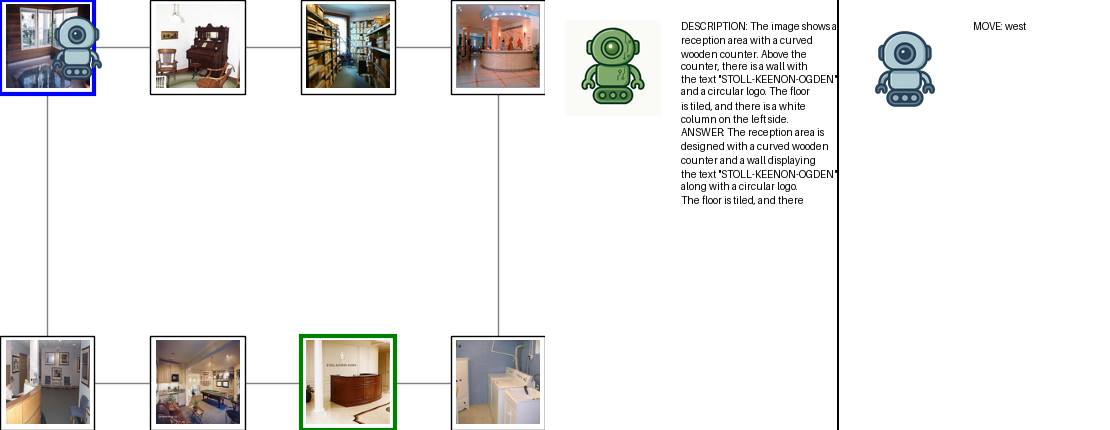 DESCRIPTION: The image shows a
reception area with a curved
wooden counter. Above the
counter, there is a wall with
the text "STOLL-KEENON-OGDEN"
and a circular logo. The floor
is tiled, and there is a white
column on the left side.
ANSWER: The reception area is
designed with a curved wooden
counter and a wall displaying
the text "STOLL-KEENON-OGDEN"
along with a circular logo.
The floor is tiled, and there
MOVE: west